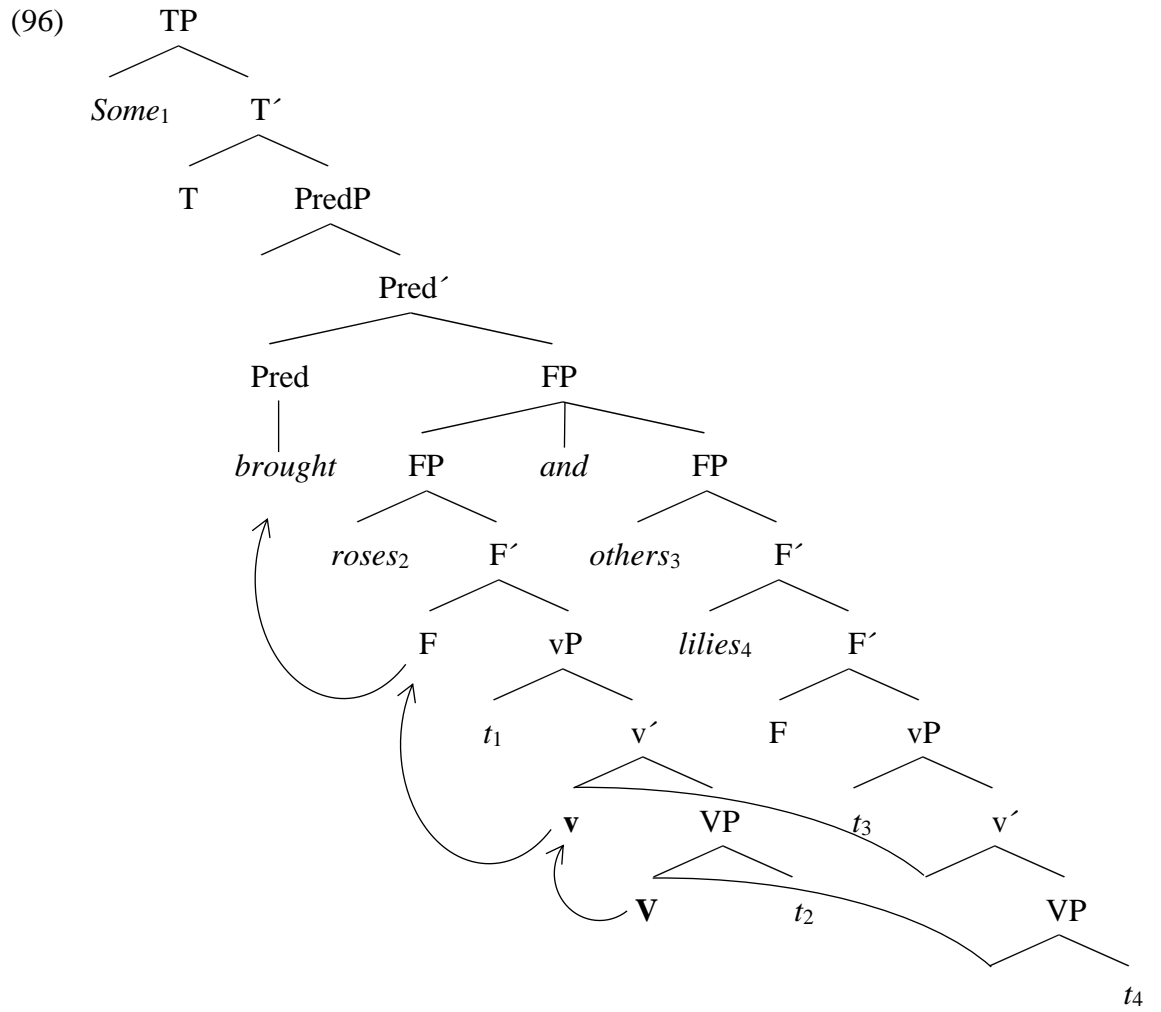 (96) TP
Some₁ T´
T PredP
Pred´
Pred FP
brought FP and FP
roses₂ F´ others₃ F´
F vP lilies₄ F´
t₁ v´ F vP
v VP t₃ v´
V t₂ VP
t₄